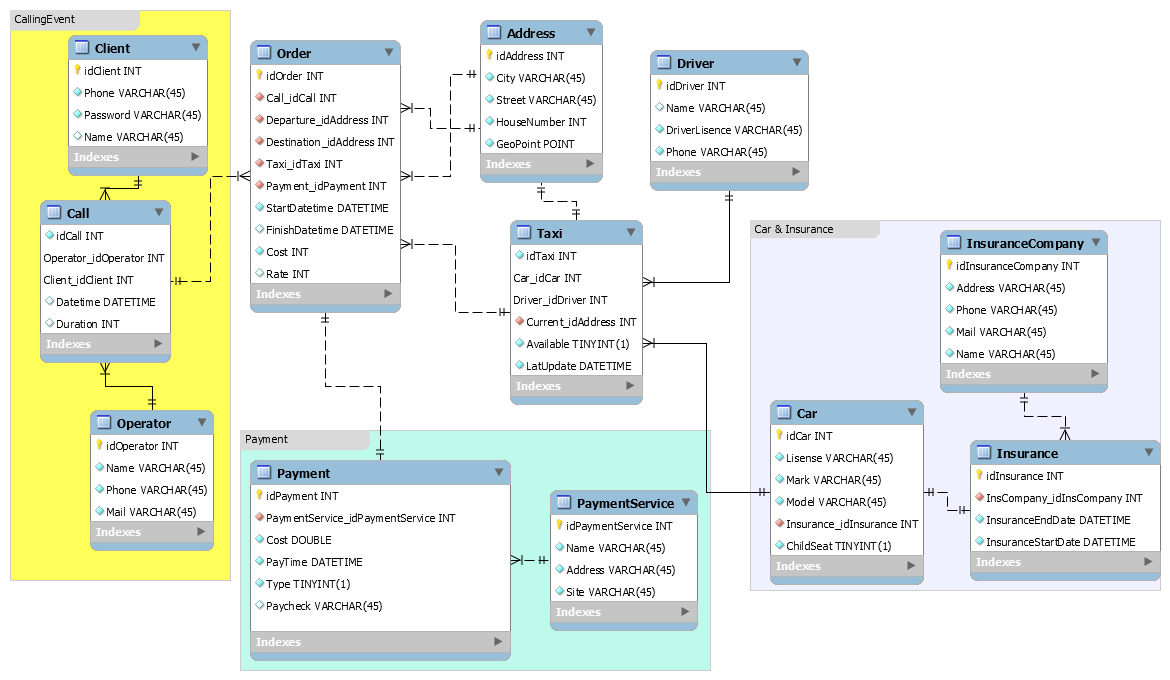 CallingEvent
Client
idClient INT
Phone VARCHAR(45)
Password VARCHAR(45)
Name VARCHAR(45)
Indexes
Call
idCall INT
Operator_idOperator INT
Client_idClient INT
Datetime DATETIME
Duration INT
Indexes
Operator
idOperator INT
Name VARCHAR(45)
Phone VARCHAR(45)
Mail VARCHAR(45)
Indexes
Order
idOrder INT
Call_idCall INT
Departure_idAddress INT
Destination_idAddress INT
Taxi_idTaxi INT
Payment_idPayment INT
StartDatetime DATETIME
FinishDatetime DATETIME
Cost INT
Rate INT
Indexes
Address
idAddress INT
City VARCHAR(45)
Street VARCHAR(45)
HouseNumber INT
GeoPoint POINT
Indexes
Driver
idDriver INT
Name VARCHAR(45)
DriverLisence VARCHAR(45)
Phone VARCHAR(45)
Indexes
Taxi
idTaxi INT
Car_idCar INT
Driver_idDriver INT
Current_idAddress INT
Available TINYINT(1)
LatUpdate DATETIME
Indexes
Payment
Payment
idPayment INT
PaymentService_idPaymentService INT
Cost DOUBLE
PayTime DATETIME
Type TINYINT(1)
Paycheck VARCHAR(45)
Indexes
PaymentService
idPaymentService INT
Name VARCHAR(45)
Address VARCHAR(45)
Site VARCHAR(45)
Indexes
Car & Insurance
InsuranceCompany
idInsuranceCompany INT
Address VARCHAR(45)
Phone VARCHAR(45)
Mail VARCHAR(45)
Name VARCHAR(45)
Indexes
Car
idCar INT
Lisense VARCHAR(45)
Mark VARCHAR(45)
Model VARCHAR(45)
Insurance_idInsurance INT
ChildSeat TINYINT(1)
Indexes
Insurance
idInsurance INT
InsCompany_idInsCompany INT
InsuranceEndDate DATETIME
InsuranceStartDate DATETIME
Indexes